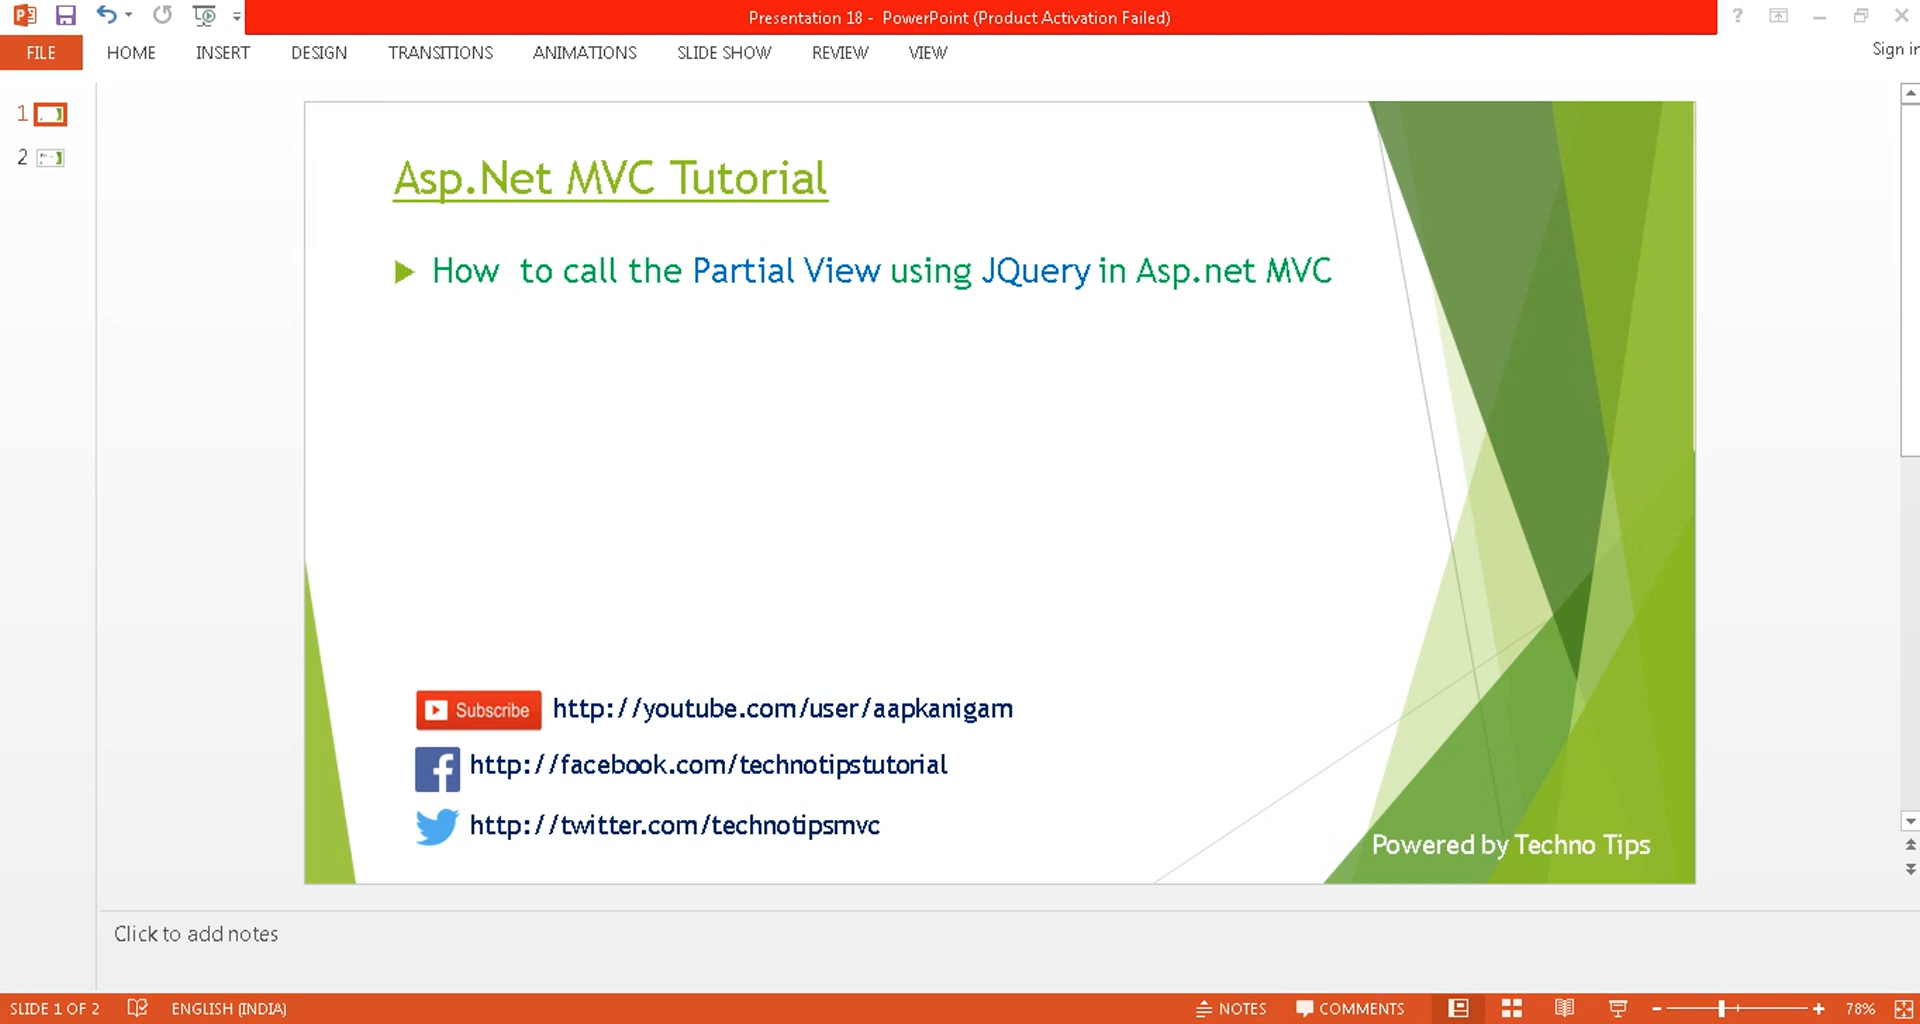 Presentation 18 - PowerPoint (Product Activation Failed)
FILE HOME INSERT DESIGN TRANSITIONS ANIMATIONS SLIDE SHOW REVIEW VIEW Sign in
1
2
Asp.Net MVC Tutorial
How to call the Partial View using JQuery in Asp.net MVC
Subscribe http://youtube.com/user/aapkanigam
http://facebook.com/technotipstutorial
http://twitter.com/technotipsmvc
Powered by Techno Tips
Click to add notes
SLIDE 1 OF 2 ENGLISH (INDIA) NOTES COMMENTS 78%